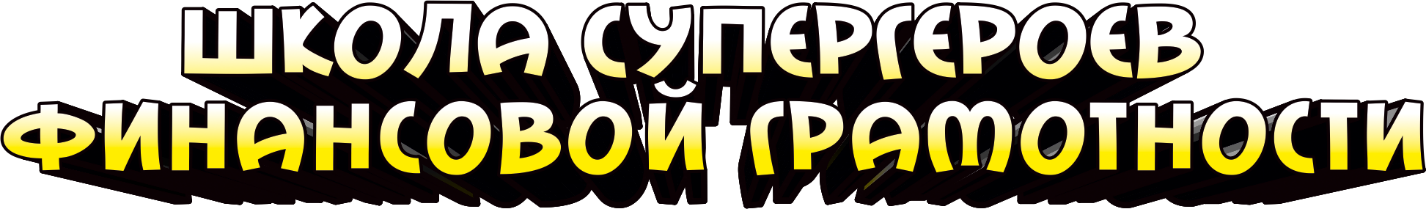 ШКОЛА СУПЕРГЕРОЕВ
ФИНАНСОВОЙ ГРАМОТНОСТИ